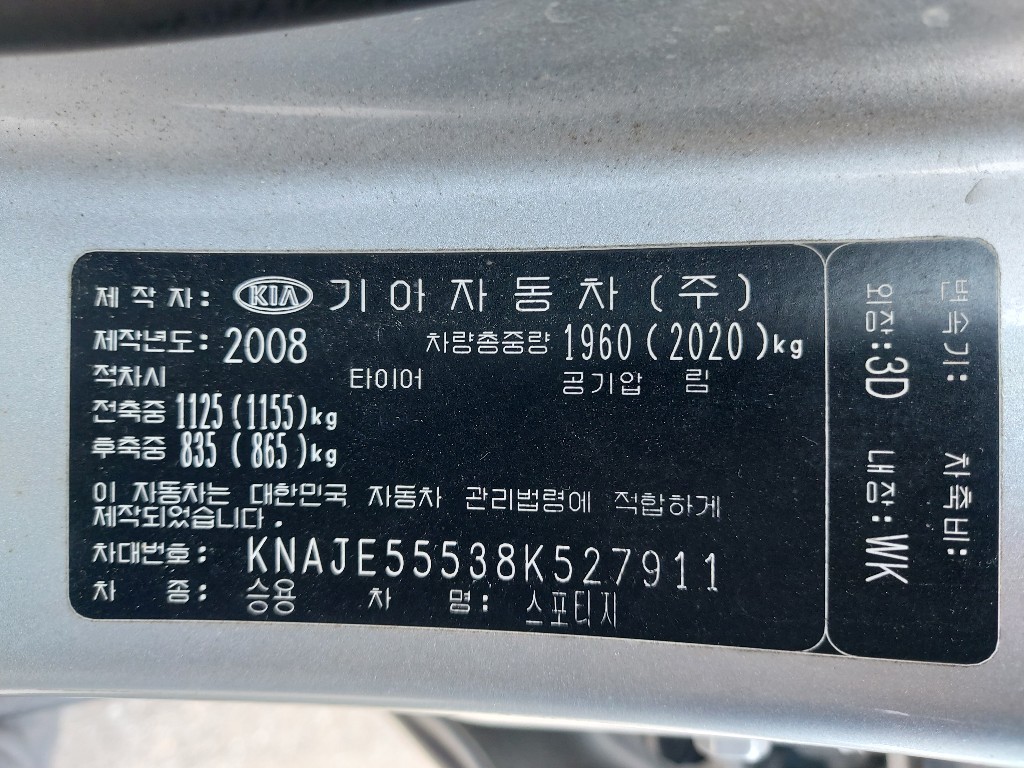 제 작 자: KIA 기 아 자 동 차 (주)
제작년도: 2008 차량총중량 1960 (2020)kg
적차시 타이어 공기압 림
전축중 1125(1155)kg
후축중 835 (865)kg
이 자동차는 대한민국 자동차 관리법령에 적합하게
제작되었습니다.
차대번호: KNAJE55538K527911
차 종: 승용 차 명: 스포티지
변속기: 차축비:
외장:3D 내장:WK